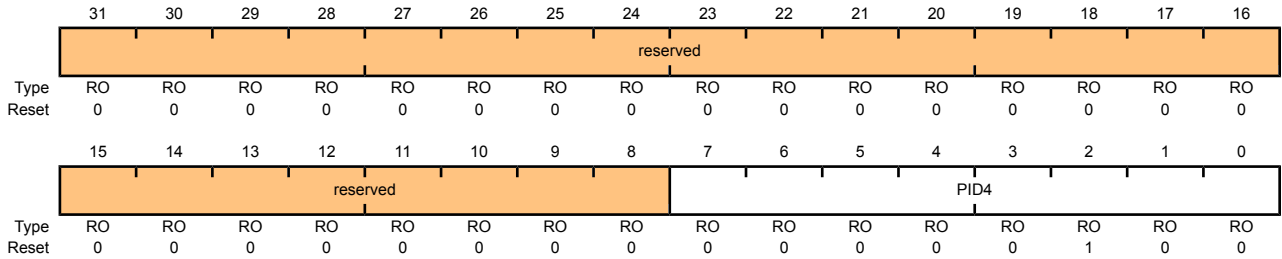 31 30 29 28 27 26 25 24 23 22 21 20 19 18 17 16
reserved
Type RO RO RO RO RO RO RO RO RO RO RO RO RO RO RO RO
Reset 0 0 0 0 0 0 0 0 0 0 0 0 0 0 0 0
15 14 13 12 11 10 9 8 7 6 5 4 3 2 1 0
reserved PID4
Type RO RO RO RO RO RO RO RO RO RO RO RO RO RO RO RO
Reset 0 0 0 0 0 0 0 0 0 0 0 0 0 1 0 0